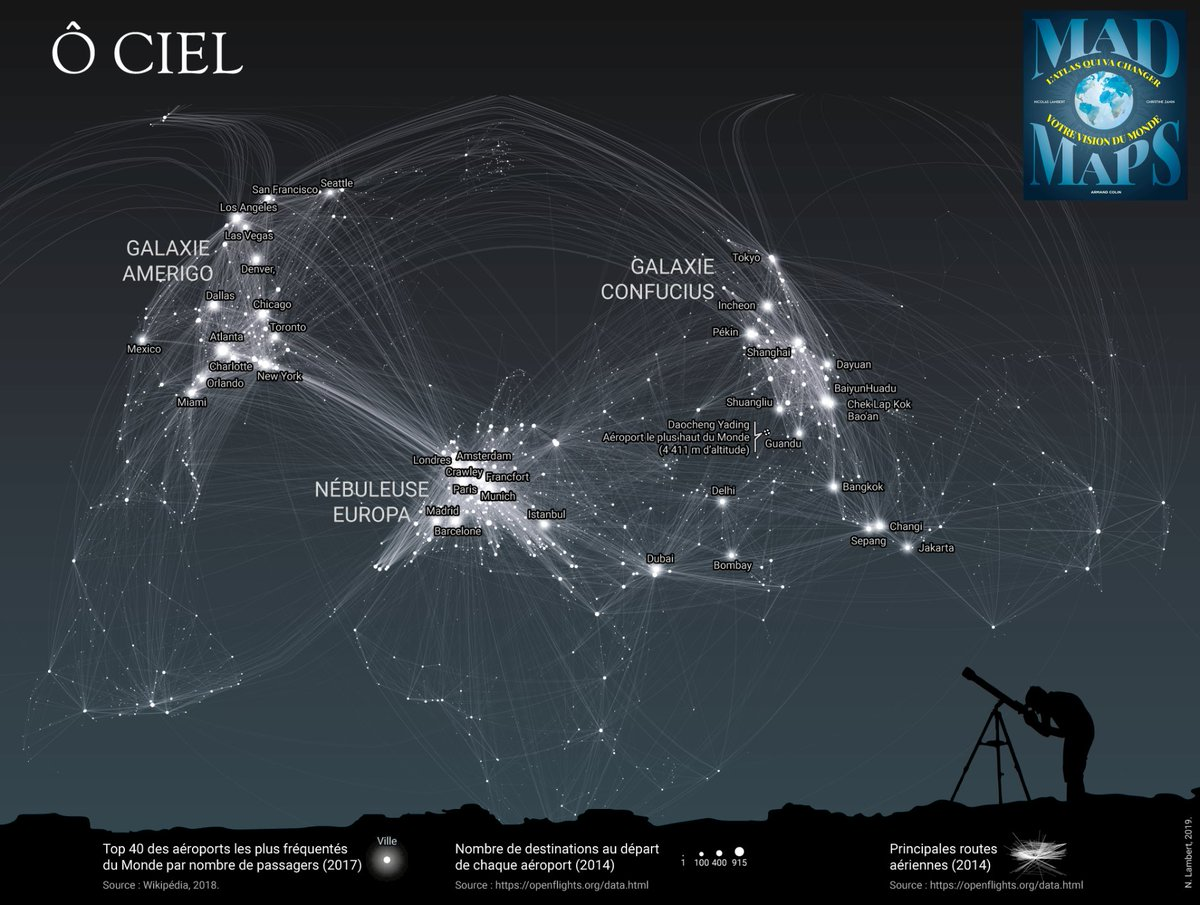 Ô CIEL
MAD
L'ATLAS QUI VA CHANGER
NICOLAS LAMBERT
CHRISTINE ZANIN
VOTRE VISION DU MONDE
MAPS
ARMAND COLIN
Seattle
San Francisco
Los Angeles
Las Vegas
GALAXIE
AMERIGO
Denver,
Dallas
Chicago
Toronto
Atlanta
Mexico
Charlotte
New York
Orlando
Miami
Tokyo
GALAXIE
CONFUCIUS
Incheon
Pékin
Shanghai
Dayuan
BaiyunHuadu
Shuangliu
Chek Lap Kok
Bao'an
Daocheng Yading
Aéroport le plus haut du Monde
(4 411 m d'altitude)
Guandu
Londres
Amsterdam
Crawley
Francfort
Paris
Munich
NÉBULEUSE
EUROPA
Madrid
Barcelone
Istanbul
Delhi
Bangkok
Dubai
Bombay
Changi
Sepang
Jakarta
Top 40 des aéroports les plus fréquentés
du Monde par nombre de passagers (2017)
Source : Wikipédia, 2018.
Ville
Nombre de destinations au départ
de chaque aéroport (2014)
Source : https://openflights.org/data.html
1 100 400 915
Principales routes
aériennes (2014)
Source : https://openflights.org/data.html
N. Lambert, 2019.